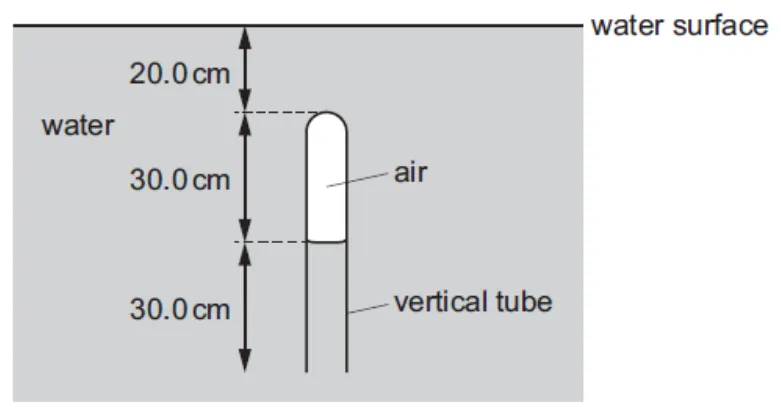 water surface
20.0 cm
water
30.0 cm
air
30.0 cm
vertical tube